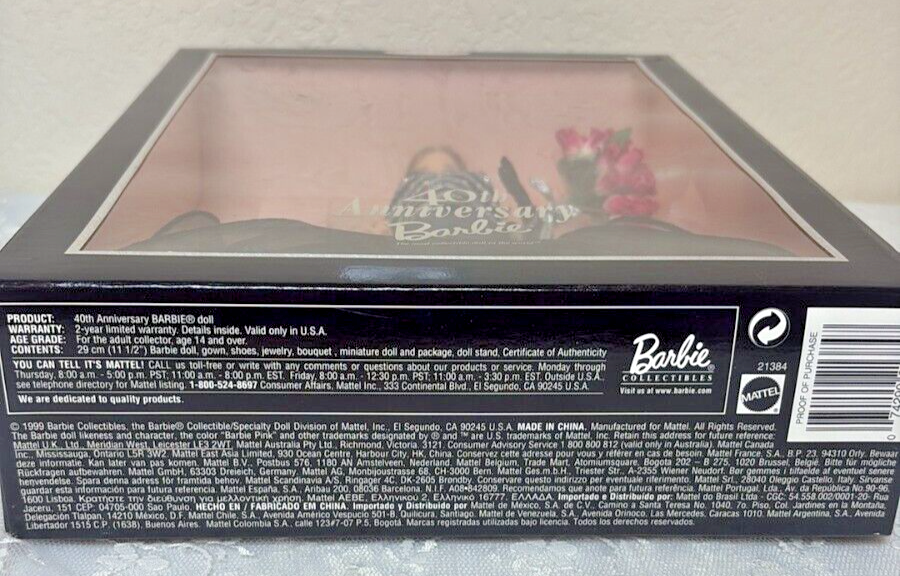 40th
Anniversary
Barbie
PRODUCT: 40th Anniversary BARBIE® doll
WARRANTY: 2-year limited warranty. Details inside. Valid only in U.S.A.
AGE GRADE: For the adult collector, age 14 and over.
CONTENTS: 29 cm (11 1/2") Barbie doll, gown, shoes, jewelry, bouquet, miniature doll and package, doll stand, Certificate of Authenticity
YOU CAN TELL IT'S MATTEL! CALL us toll-free or write with any comments or questions about our products or service. Monday through
Thursday, 8:00 a.m. - 5:00 p.m. PST; 11:00 a.m. - 8:00 p.m. EST. Friday, 8:00 a.m. - 12:30 p.m. PST; 11:00 a.m. - 3:30 p.m. EST. Outside U.S.A.,
see telephone directory for Mattel listing. 1-800-524-8697 Consumer Affairs, Mattel Inc., 333 Continental Blvd., El Segundo, CA 90245 U.S.A.
We are dedicated to quality products.
Barbie®
COLLECTIBLES
Visit us at www.barbie.com
21384
MATTEL
PROOF OF PURCHASE
© 1999 Barbie Collectibles, the Barbie® Collectible/Specialty Doll Division of Mattel, Inc., El Segundo, CA 90245 U.S.A. MADE IN CHINA. Manufactured for Mattel. All Rights Reserved.
The Barbie doll likeness and character, the color "Barbie Pink" and other trademarks designated by ® and ™ are U.S. trademarks of Mattel, Inc. Retain this address for future reference:
Mattel U.K. Ltd., Meridian West, Leicester LE3 2WT. Mattel Australia Pty Ltd., Richmond, Victoria. 3121. Consumer Advisory Service 1 800 800 812 (valid only in Australia). Mattel Canada
Inc., Mississauga, Ontario L5R 3W2. Mattel East Asia Limited, 930 Ocean Centre, Harbour City, HK, China. Conservez cette adresse pour vous y référer en cas de besoin. Mattel France, S.A., B.P. 23, 94310 Orly. Bewaar
deze informatie. Kan later van pas komen. Mattel B.V., Postbus 576, 1180 AN Amstelveen, Nederland. Mattel Belgium, Trade Mart, Atomiumsquare, Bogota 202 - B 275, 1020 Brussel, België. Bitte für mögliche
Rückfragen aufbewahren. Mattel GmbH, 63303 Dreieich, Germany. Mattel AG, Monbijoustrasse 68, CH-3000 Bern. Mattel Ges.m.b.H., Triester Str., A-2355 Wiener Neudorf. Bør gemmes i tilfælde af eventuel senere
henvendelse. Spara denna adress för framtida behov. Mattel Scandinavia A/S, Ringager 4C, DK-2605 Brøndby. Conservare questo indirizzo per eventuale riferimento. Mattel Srl., 28040 Oleggio Castello, Italy. Sírvanse
guardar esta información para futura referencia. Mattel España, S.A., Aribau 200, 08036 Barcelona. N.I.F. A08-842809. Recomendamos que anote para futura referência. Mattel Portugal, Lda., Av. da República No. 90-96,
1600 Lisboa. Κρατήστε την διεύθυνση για μελλοντική χρήση. Mattel ΑΕΒΕ, Ελληνικού 2, Ελληνικό 16777, ΕΛΛΑΔΑ. Importado e Distribuído por: Mattel do Brasil Ltda - CGC: 54.558.002/0001-20- Rua
Jaceru, 151 CEP: 04705-000 Sao Paulo. HECHO EN / FABRICADO EM CHINA. Importado y Distribuido por: Mattel de México, S.A. de C.V., Camino a Santa Teresa No. 1040, 7o. Piso, Col. Jardines en la Montaña,
Delegación Tlalpan, 14210 México, D.F. Mattel Chile, S.A., Avenida Américo Vespucio 501-B, Quilicura, Santiago. Mattel de Venezuela, S.A., Avenida Orinoco, Las Mercedes, Caracas 1010. Mattel Argentina, S.A., Avenida
Libertador 1515 C.P. (1638), Buenos Aires. Mattel Colombia S.A., calle 123#7-07 P.5, Bogotá. Marcas registradas utilizadas bajo licencia. Todos los derechos reservados.